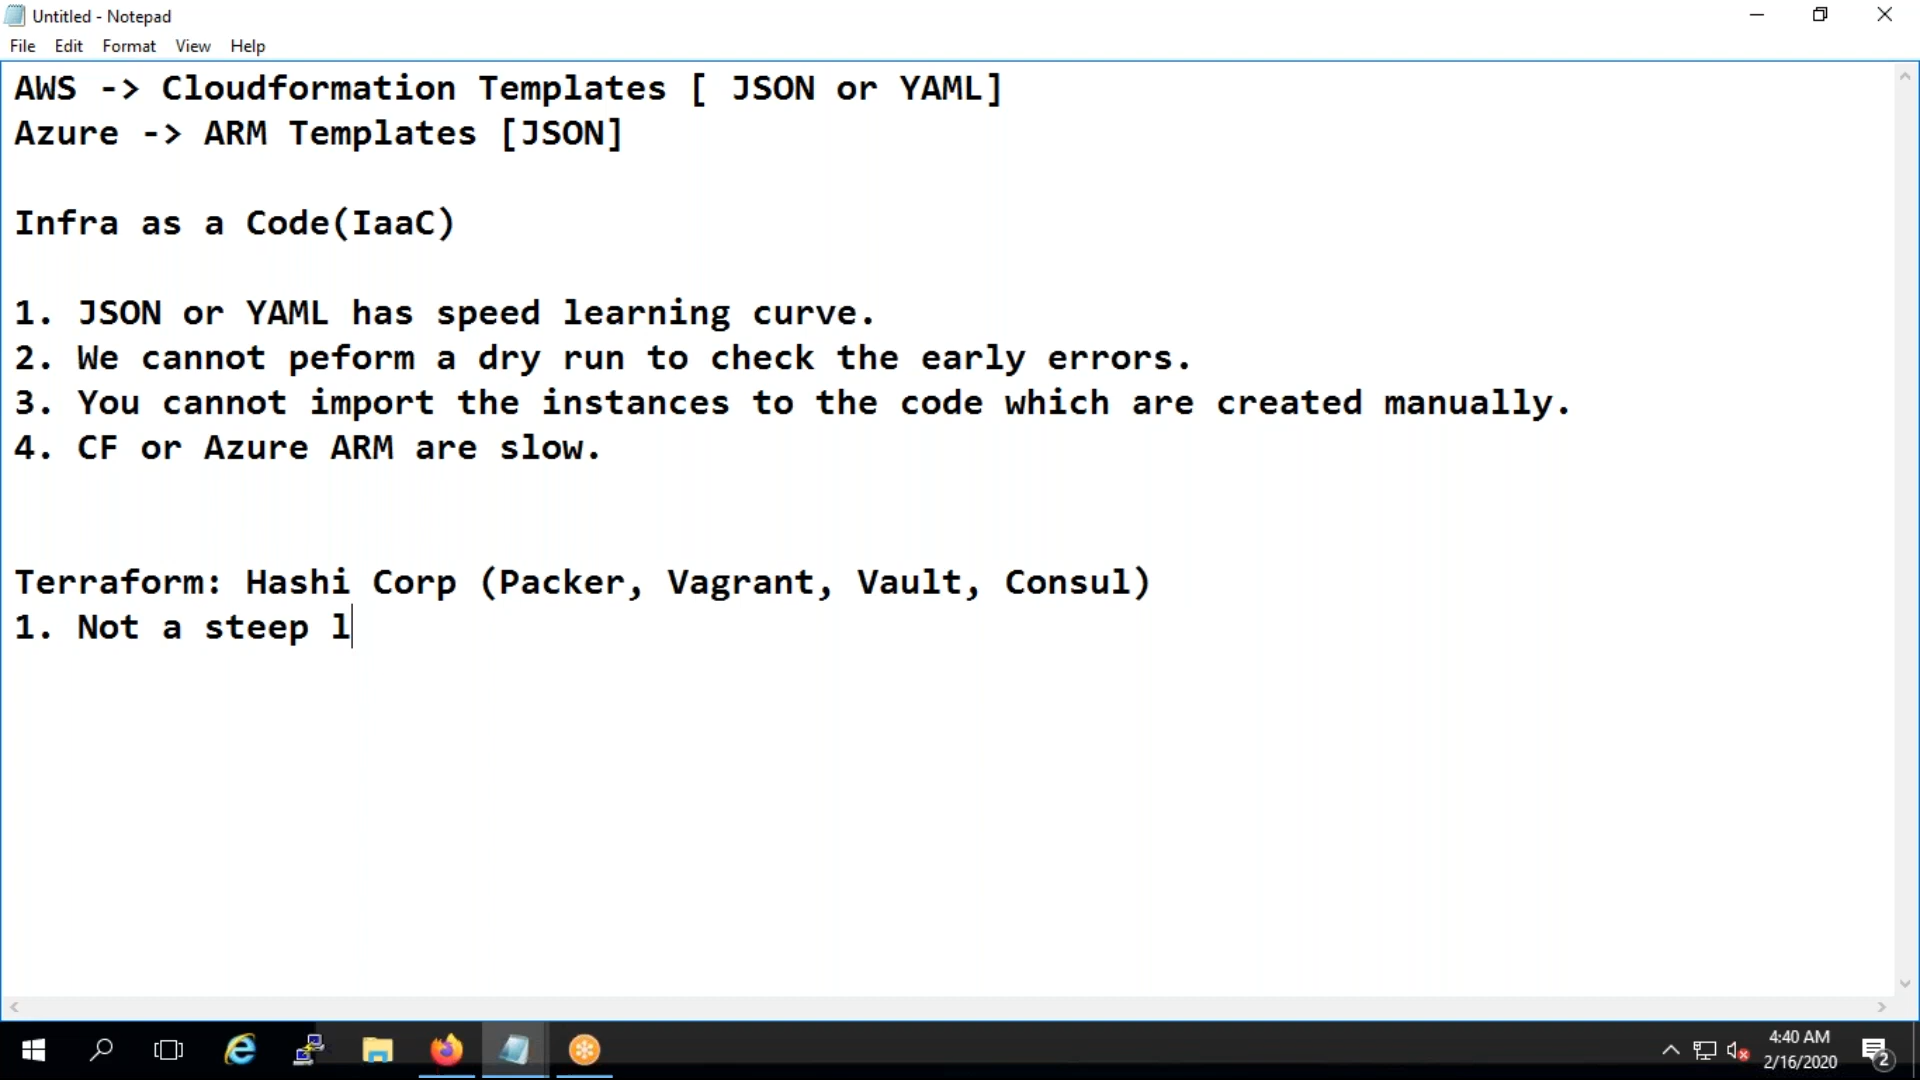 Untitled - Notepad
File Edit Format View Help
AWS -> Cloudformation Templates [ JSON or YAML]
Azure -> ARM Templates [JSON]
Infra as a Code(IaaC)
1. JSON or YAML has speed learning curve.
2. We cannot peform a dry run to check the early errors.
3. You cannot import the instances to the code which are created manually.
4. CF or Azure ARM are slow.
Terraform: Hashi Corp (Packer, Vagrant, Vault, Consul)
1. Not a steep l
4:40 AM
2/16/2020
2